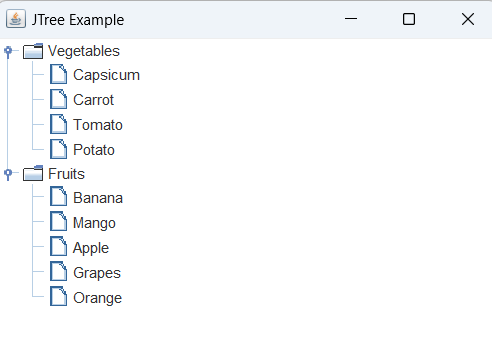 JTree Example
Vegetables
Capsicum
Carrot
Tomato
Potato
Fruits
Banana
Mango
Apple
Grapes
Orange